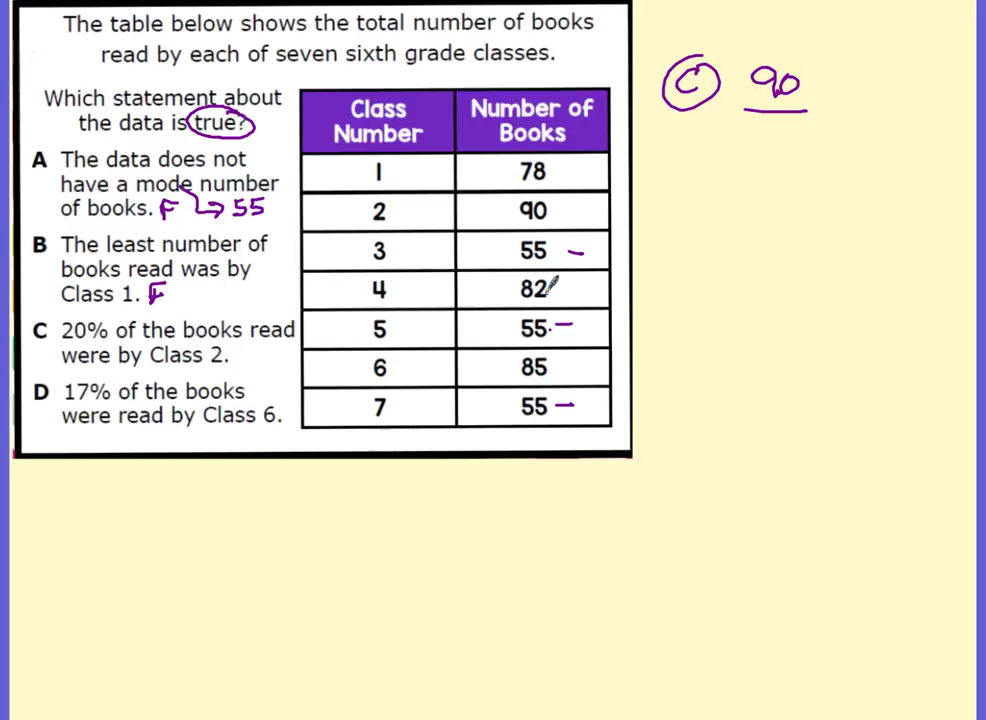 The table below shows the total number of books
read by each of seven sixth grade classes.
Which statement about
the data is true?
A The data does not
have a mode number
of books. F → 55
B The least number of
books read was by
Class 1. F
C 20% of the books read
were by Class 2.
D 17% of the books
were read by Class 6.
Class Number Number of Books
1 78
2 90
3 55 –
4 82
5 55 –
6 85
7 55 –
C 90